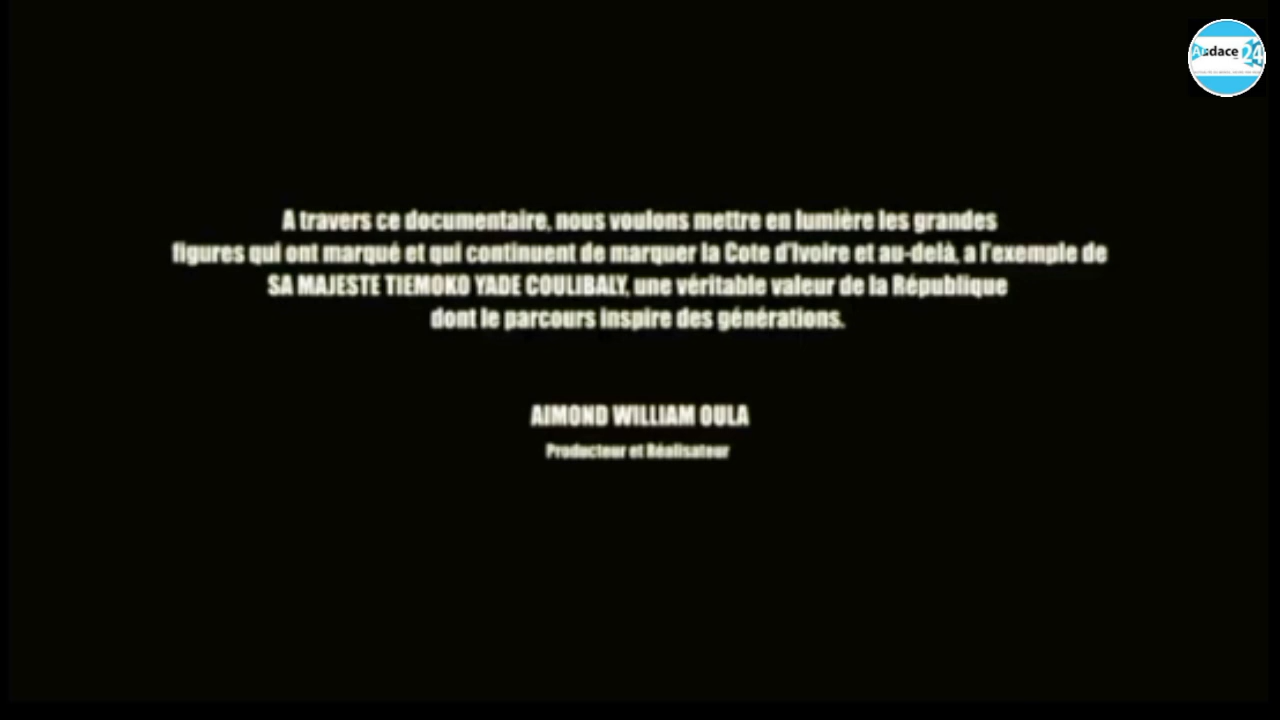 Audace 24
A travers ce documentaire, nous voulons mettre en lumière les grandes
figures qui ont marqué et qui continuent de marquer la Cote d'Ivoire et au-delà, a l'exemple de
SA MAJESTE TIEMOKO YADE COULIBALY, une véritable valeur de la République
dont le parcours inspire des générations.
AIMOND WILLIAM OULA
Producteur et Réalisateur